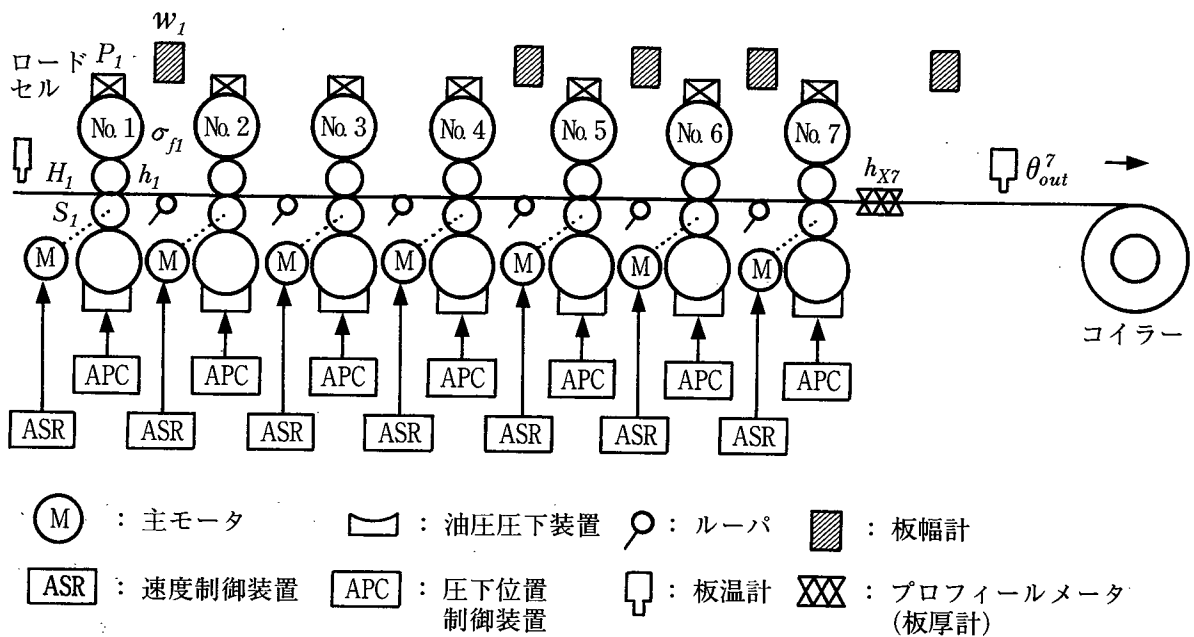 w₁
ロード P₁
セル
No.1 σf1 No.2 No.3 No.4 No.5 No.6 No.7
H₁ h₁ hX7 θ⁷out
S₁
M M M M M M M
コイラー
APC APC APC APC APC APC APC
ASR ASR ASR ASR ASR ASR ASR
M : 主モータ : 油圧圧下装置 : ルーパ : 板幅計
ASR : 速度制御装置 APC : 圧下位置 : 板温計 : プロフィールメータ
制御装置 (板厚計)